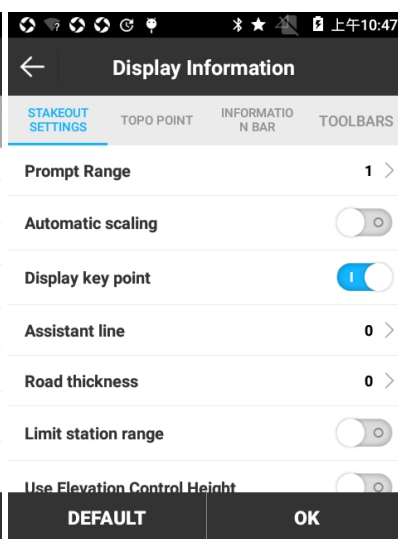 上午10:47
Display Information
STAKEOUT
SETTINGS
TOPO POINT
INFORMATIO
N BAR
TOOLBARS
Prompt Range 1
Automatic scaling
Display key point
Assistant line 0
Road thickness 0
Limit station range
Use Elevation Control Height
DEFAULT OK